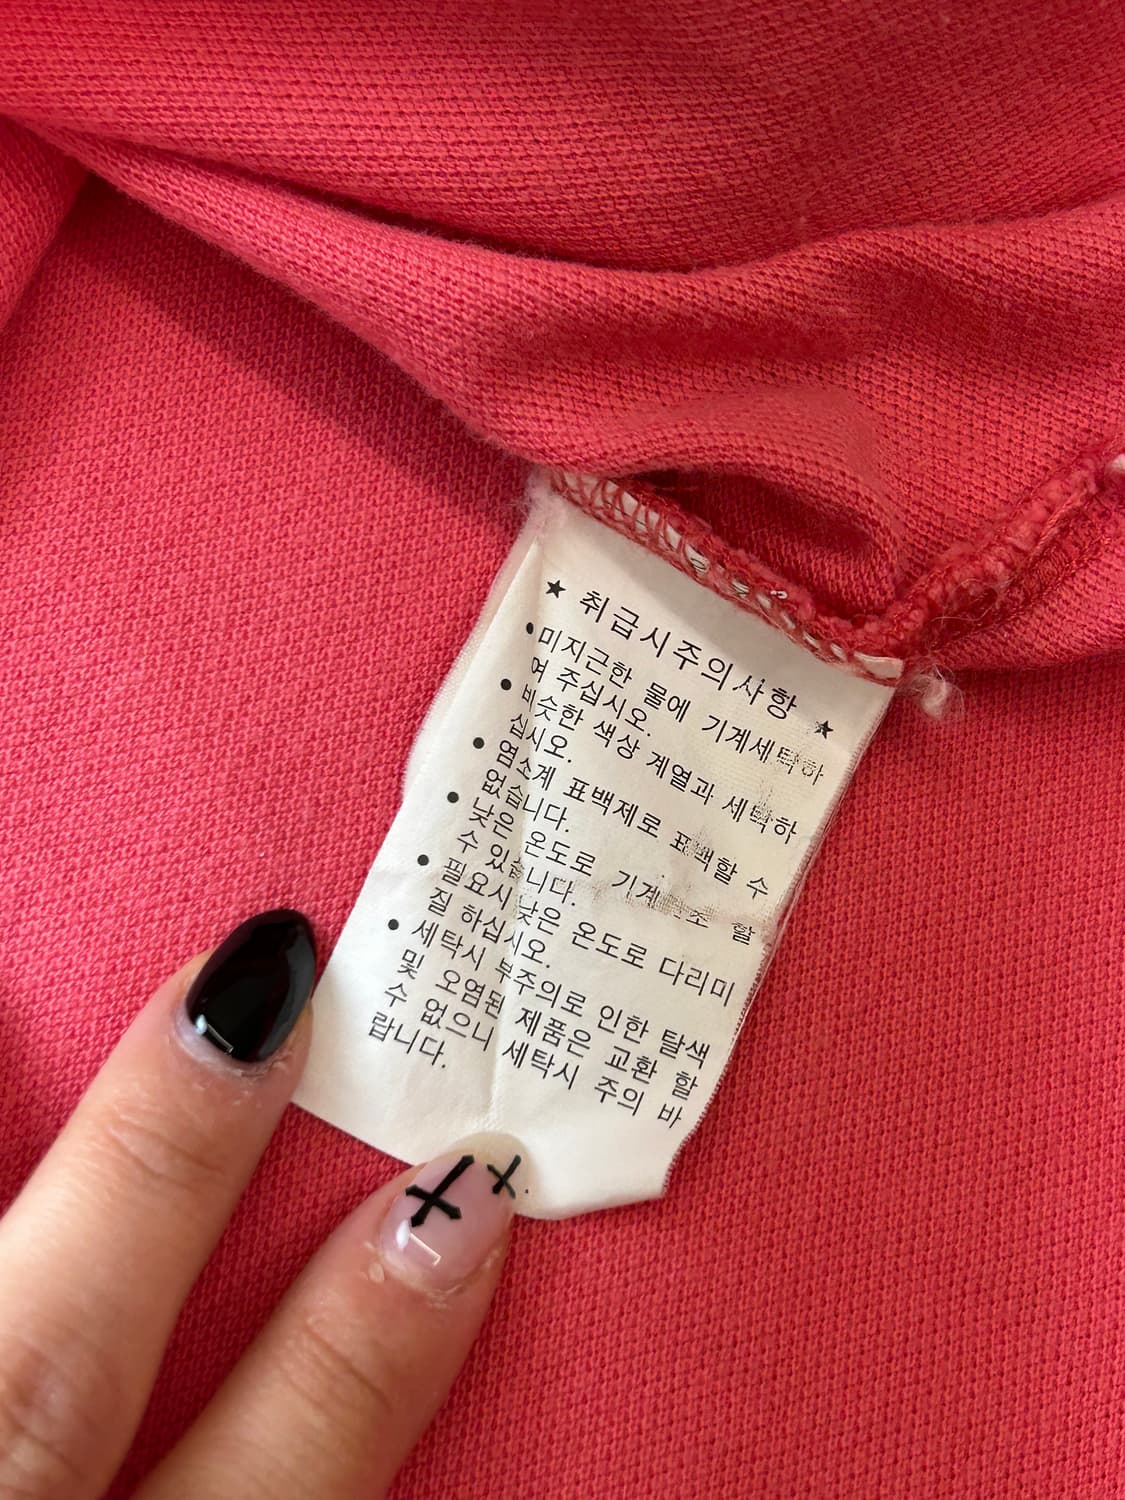 ★ 취급시주의사항 ★
• 미지근한 물에 기계세탁하
여 주십시오.
• 비슷한 색상 계열과 세탁하
십시오.
• 염소계 표백제로 표백할 수
없습니다.
• 낮은 온도로 기계건조 할
수 있습니다.
• 필요시 낮은 온도로 다리미
질 하십시오.
• 세탁시 부주의로 인한 탈색
및 오염된 제품은 교환 할
수 없으니 세탁시 주의 바
랍니다.